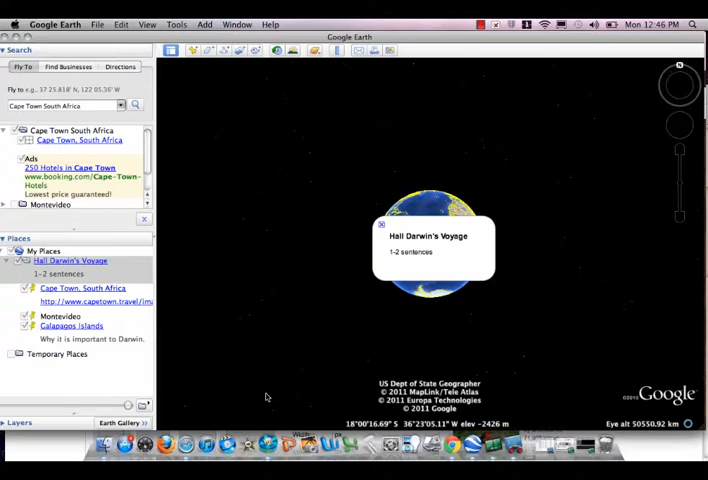 Google Earth File Edit View Tools Add Window Help Mon 12:46 PM
Google Earth
Search
Fly To Find Businesses Directions
Fly to e.g., 37 25.818' N, 122 05.36' W
Cape Town South Africa
Cape Town South Africa
Cape Town, South Africa
Ads
250 Hotels in Cape Town
www.booking.com/Cape-Town-
Hotels
Lowest price guaranteed!
Montevideo
Places
My Places
Hall Darwin's Voyage
1-2 sentences
Cape Town, South Africa
http://www.capetown.travel/ima
Montevideo
Galapagos Islands
Why it is important to Darwin.
Temporary Places
Layers
Earth Gallery >>
N
Hall Darwin's Voyage
1-2 sentences
US Dept of State Geographer
© 2011 MapLink/Tele Atlas
© 2011 Europa Technologies
© 2011 Google
Google
18°00'16.69" S 36°23'05.11" W elev -2426 m
Eye alt 50550.92 km